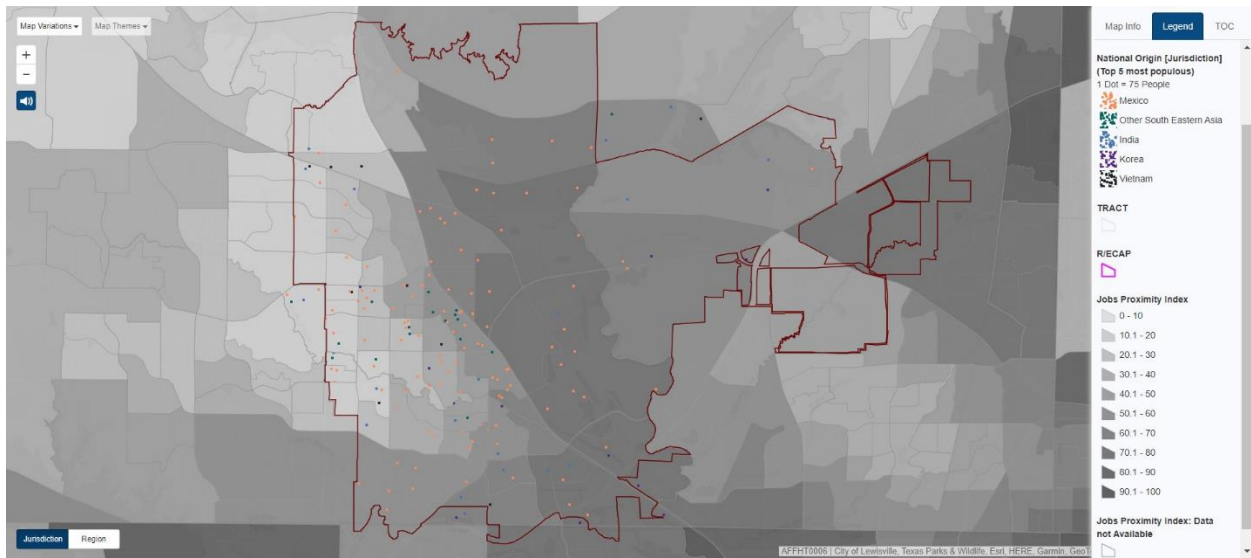 Map Variations
Map Themes
+
−
Jurisdiction
Region
AFFHT0006 | City of Lewisville, Texas Parks & Wildlife, Esri, HERE, Garmin, GeoT
Map Info
Legend
TOC
National Origin [Jurisdiction]
(Top 5 most populous)
1 Dot = 75 People
Mexico
Other South Eastern Asia
India
Korea
Vietnam
TRACT
R/ECAP
Jobs Proximity Index
0 - 10
10.1 - 20
20.1 - 30
30.1 - 40
40.1 - 50
50.1 - 60
60.1 - 70
70.1 - 80
80.1 - 90
90.1 - 100
Jobs Proximity Index: Data
not Available